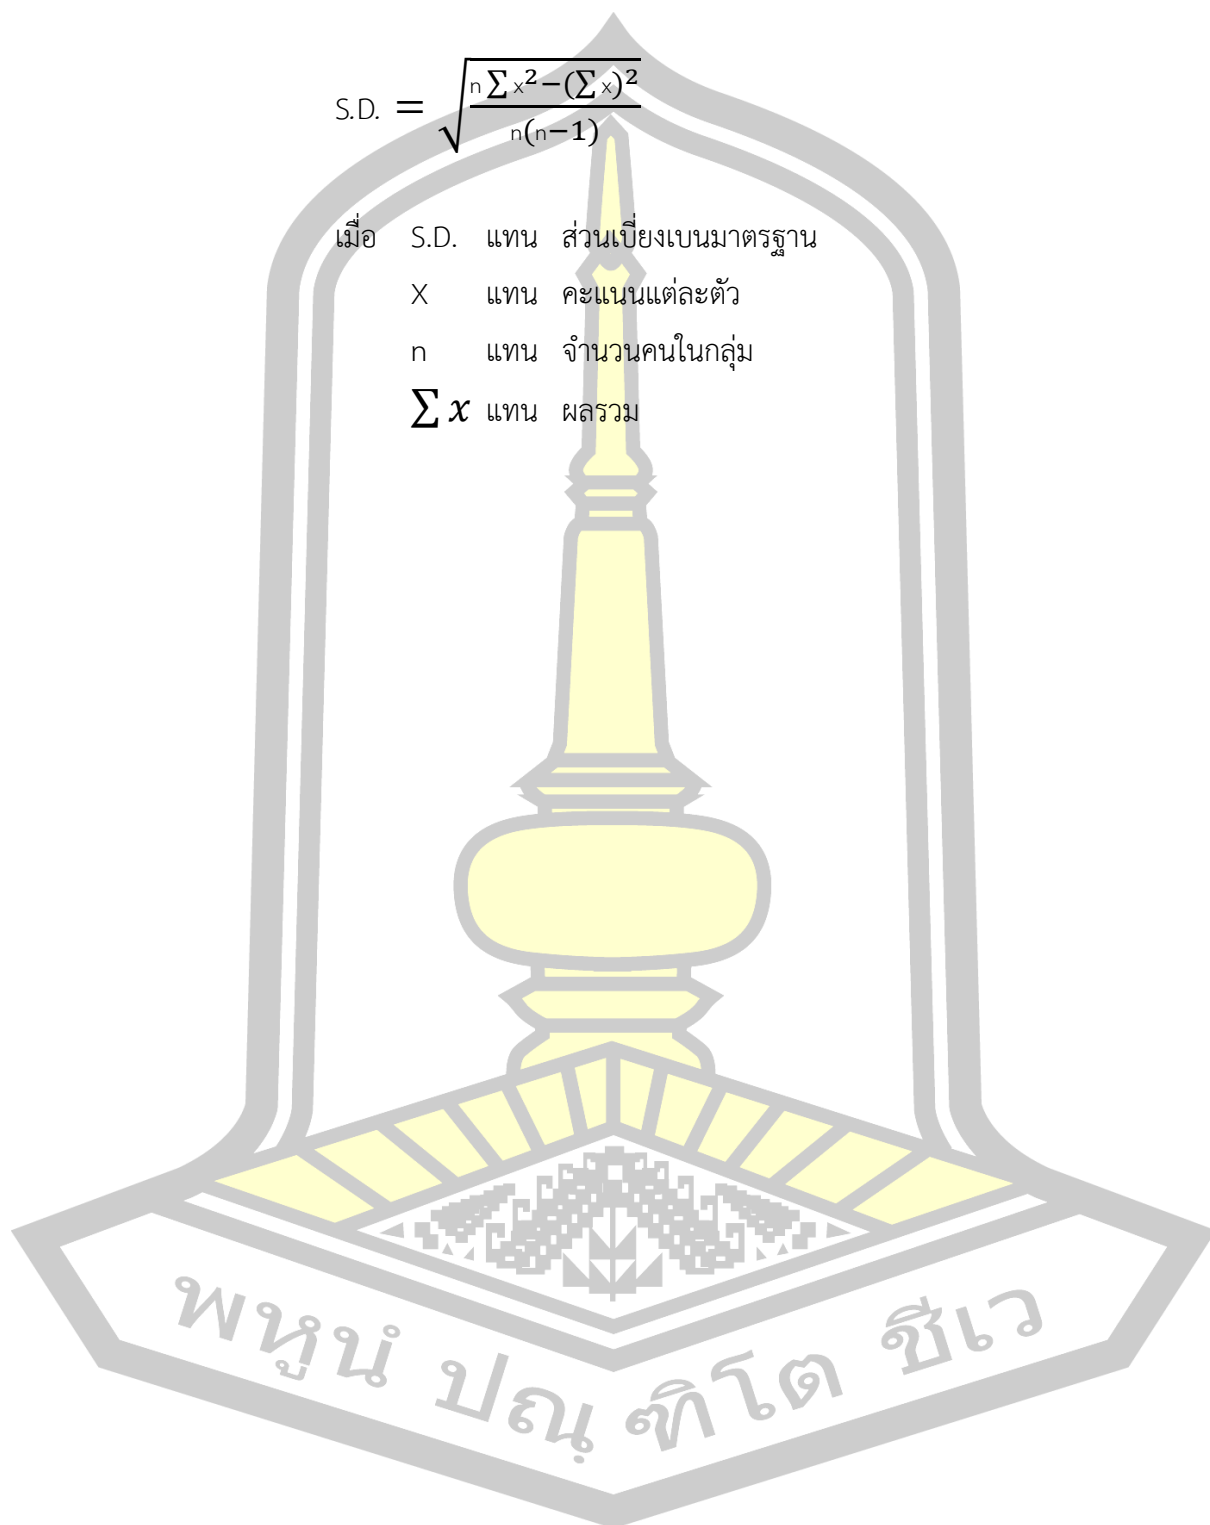 S.D. = √(n∑x²−(∑x)²/ n(n−1))
เมื่อ S.D. แทน ส่วนเบี่ยงเบนมาตรฐาน
X แทน คะแนนแต่ละตัว
n แทน จำนวนคนในกลุ่ม
∑x แทน ผลรวม
พหูนํ ปณฺฑิโต ชีเว